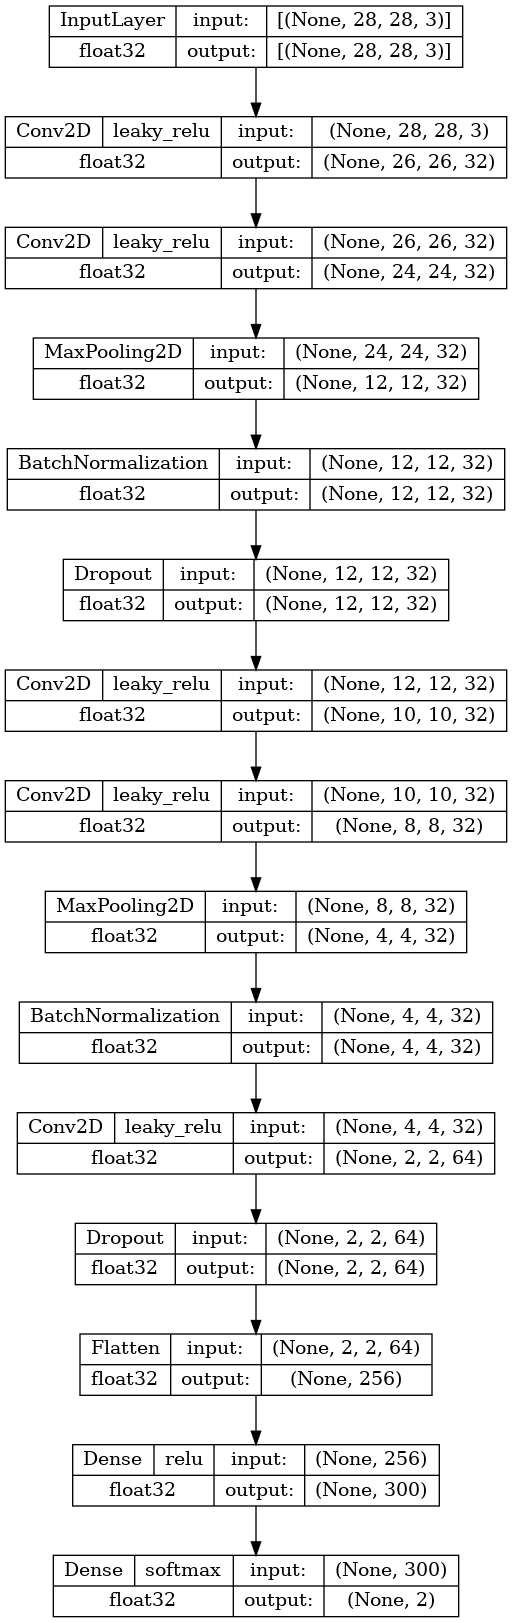 InputLayer input: [(None, 28, 28, 3)]
float32 output: [(None, 28, 28, 3)]
Conv2D leaky_relu input: (None, 28, 28, 3)
float32 output: (None, 26, 26, 32)
Conv2D leaky_relu input: (None, 26, 26, 32)
float32 output: (None, 24, 24, 32)
MaxPooling2D input: (None, 24, 24, 32)
float32 output: (None, 12, 12, 32)
BatchNormalization input: (None, 12, 12, 32)
float32 output: (None, 12, 12, 32)
Dropout input: (None, 12, 12, 32)
float32 output: (None, 12, 12, 32)
Conv2D leaky_relu input: (None, 12, 12, 32)
float32 output: (None, 10, 10, 32)
Conv2D leaky_relu input: (None, 10, 10, 32)
float32 output: (None, 8, 8, 32)
MaxPooling2D input: (None, 8, 8, 32)
float32 output: (None, 4, 4, 32)
BatchNormalization input: (None, 4, 4, 32)
float32 output: (None, 4, 4, 32)
Conv2D leaky_relu input: (None, 4, 4, 32)
float32 output: (None, 2, 2, 64)
Dropout input: (None, 2, 2, 64)
float32 output: (None, 2, 2, 64)
Flatten input: (None, 2, 2, 64)
float32 output: (None, 256)
Dense relu input: (None, 256)
float32 output: (None, 300)
Dense softmax input: (None, 300)
float32 output: (None, 2)